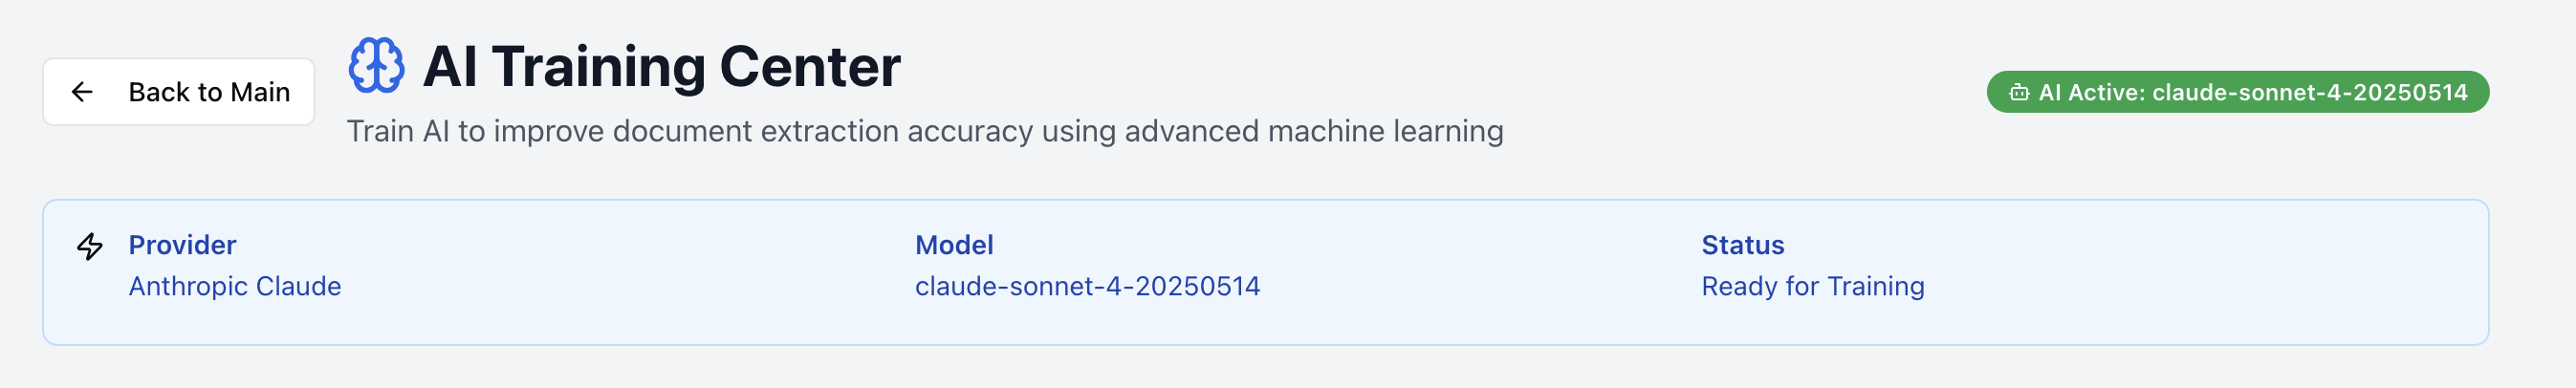 Back to Main
AI Training Center
Train AI to improve document extraction accuracy using advanced machine learning
AI Active: claude-sonnet-4-20250514
Provider
Anthropic Claude
Model
claude-sonnet-4-20250514
Status
Ready for Training